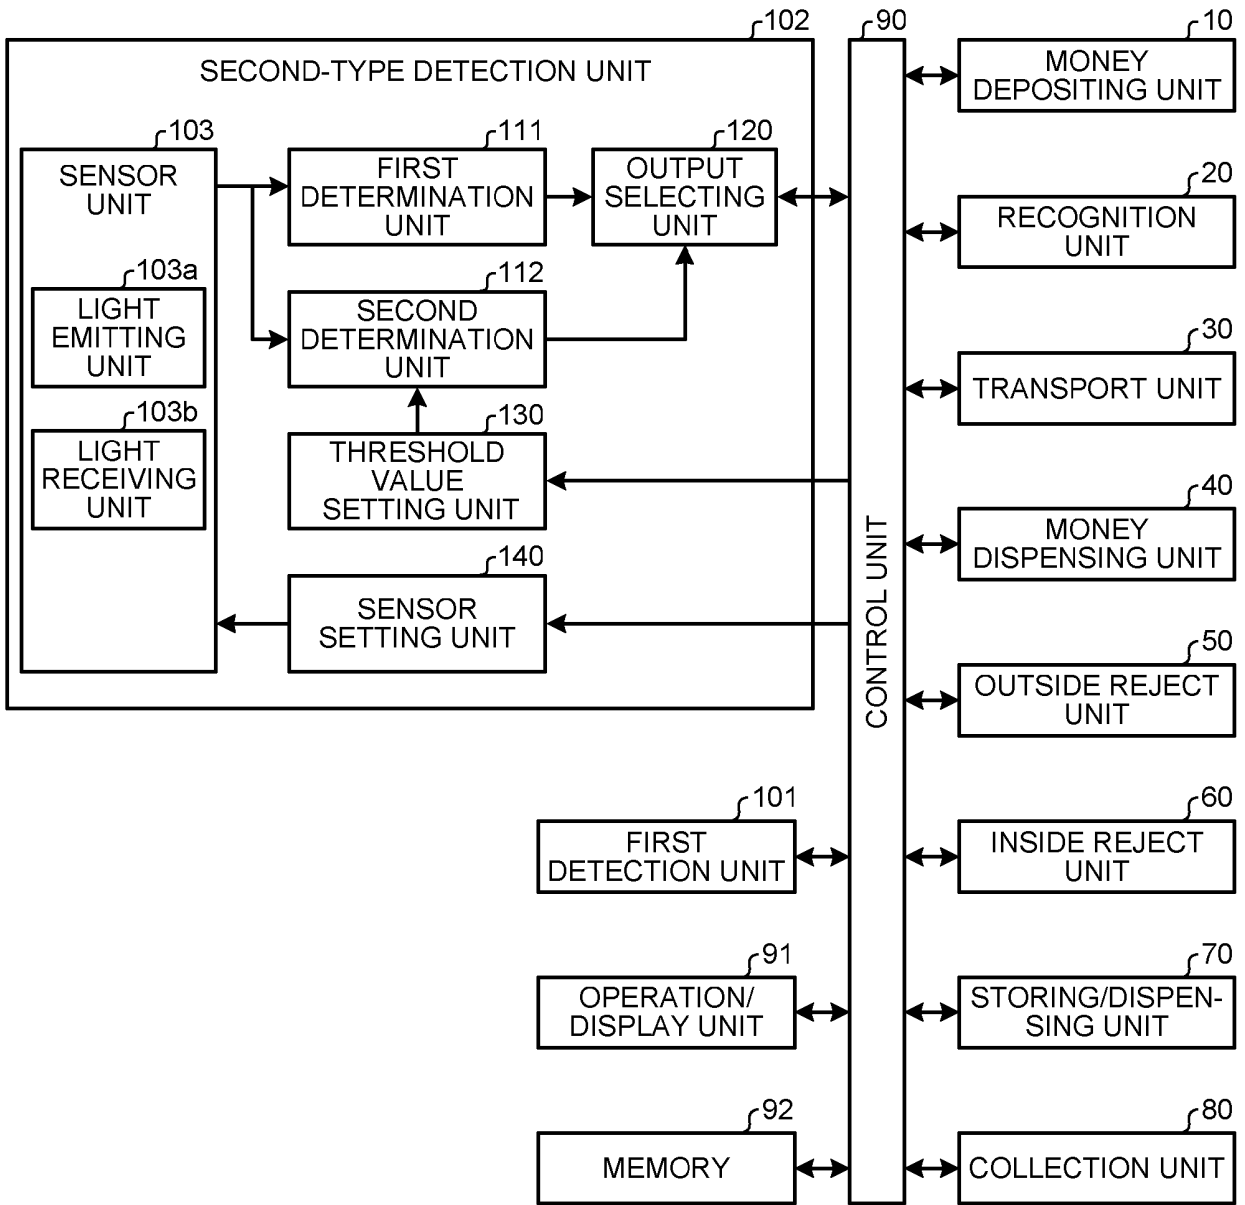 102
SECOND-TYPE DETECTION UNIT
103
SENSOR
UNIT
103a
LIGHT
EMITTING
UNIT
103b
LIGHT
RECEIVING
UNIT
111
FIRST
DETERMINATION
UNIT
112
SECOND
DETERMINATION
UNIT
120
OUTPUT
SELECTING
UNIT
130
THRESHOLD
VALUE
SETTING UNIT
140
SENSOR
SETTING UNIT
101
FIRST
DETECTION UNIT
91
OPERATION/
DISPLAY UNIT
92
MEMORY
90
CONTROL UNIT
10
MONEY
DEPOSITING UNIT
20
RECOGNITION
UNIT
30
TRANSPORT UNIT
40
MONEY
DISPENSING UNIT
50
OUTSIDE REJECT
UNIT
60
INSIDE REJECT
UNIT
70
STORING/DISPEN-
SING UNIT
80
COLLECTION UNIT